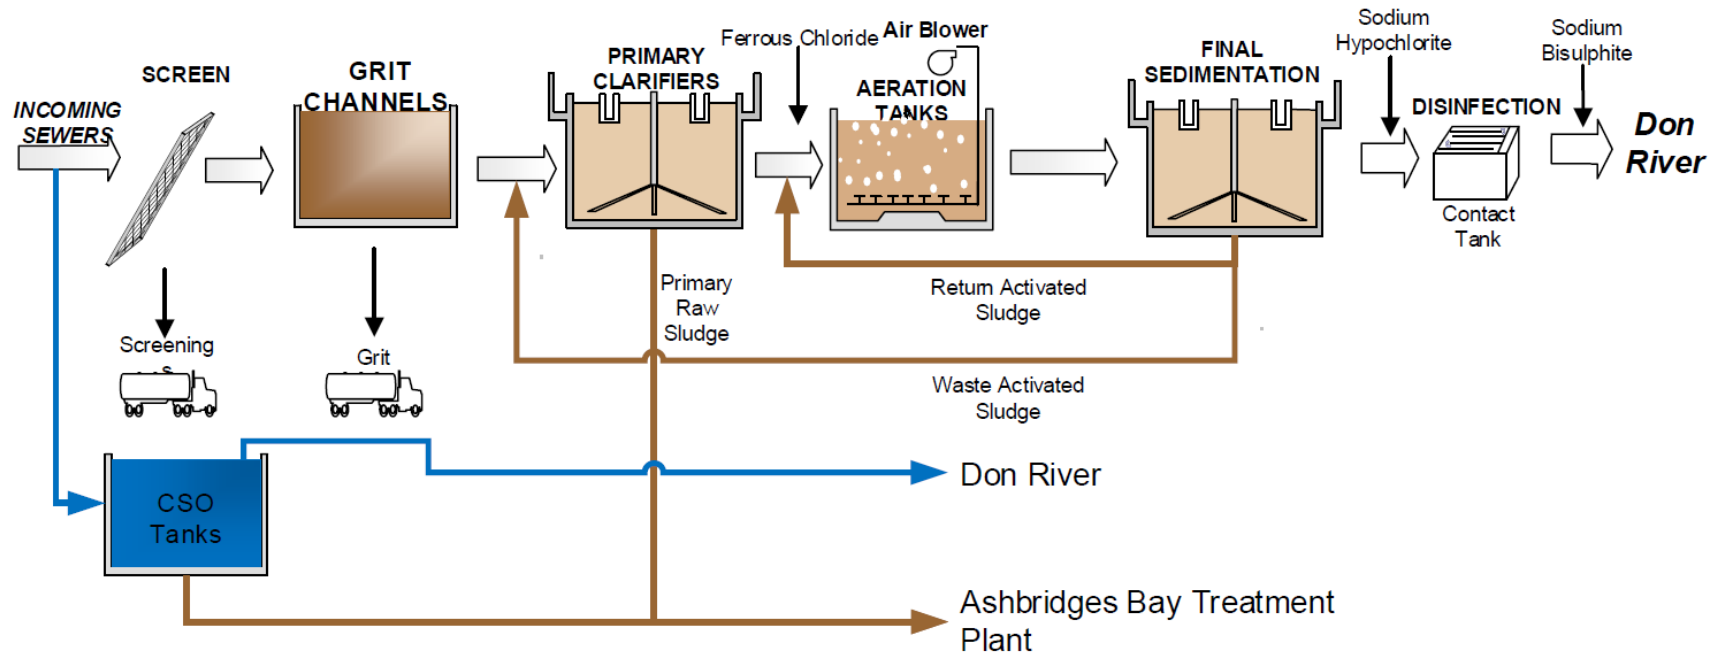 INCOMING
SEWERS
SCREEN
GRIT
CHANNELS
PRIMARY
CLARIFIERS
Ferrous Chloride
Air Blower
AERATION
TANKS
FINAL
SEDIMENTATION
Sodium
Hypochlorite
Sodium
Bisulphite
DISINFECTION
Contact
Tank
Don
River
Screening
s
Grit
Primary
Raw
Sludge
Return Activated
Sludge
Waste Activated
Sludge
CSO
Tanks
Don River
Ashbridges Bay Treatment
Plant